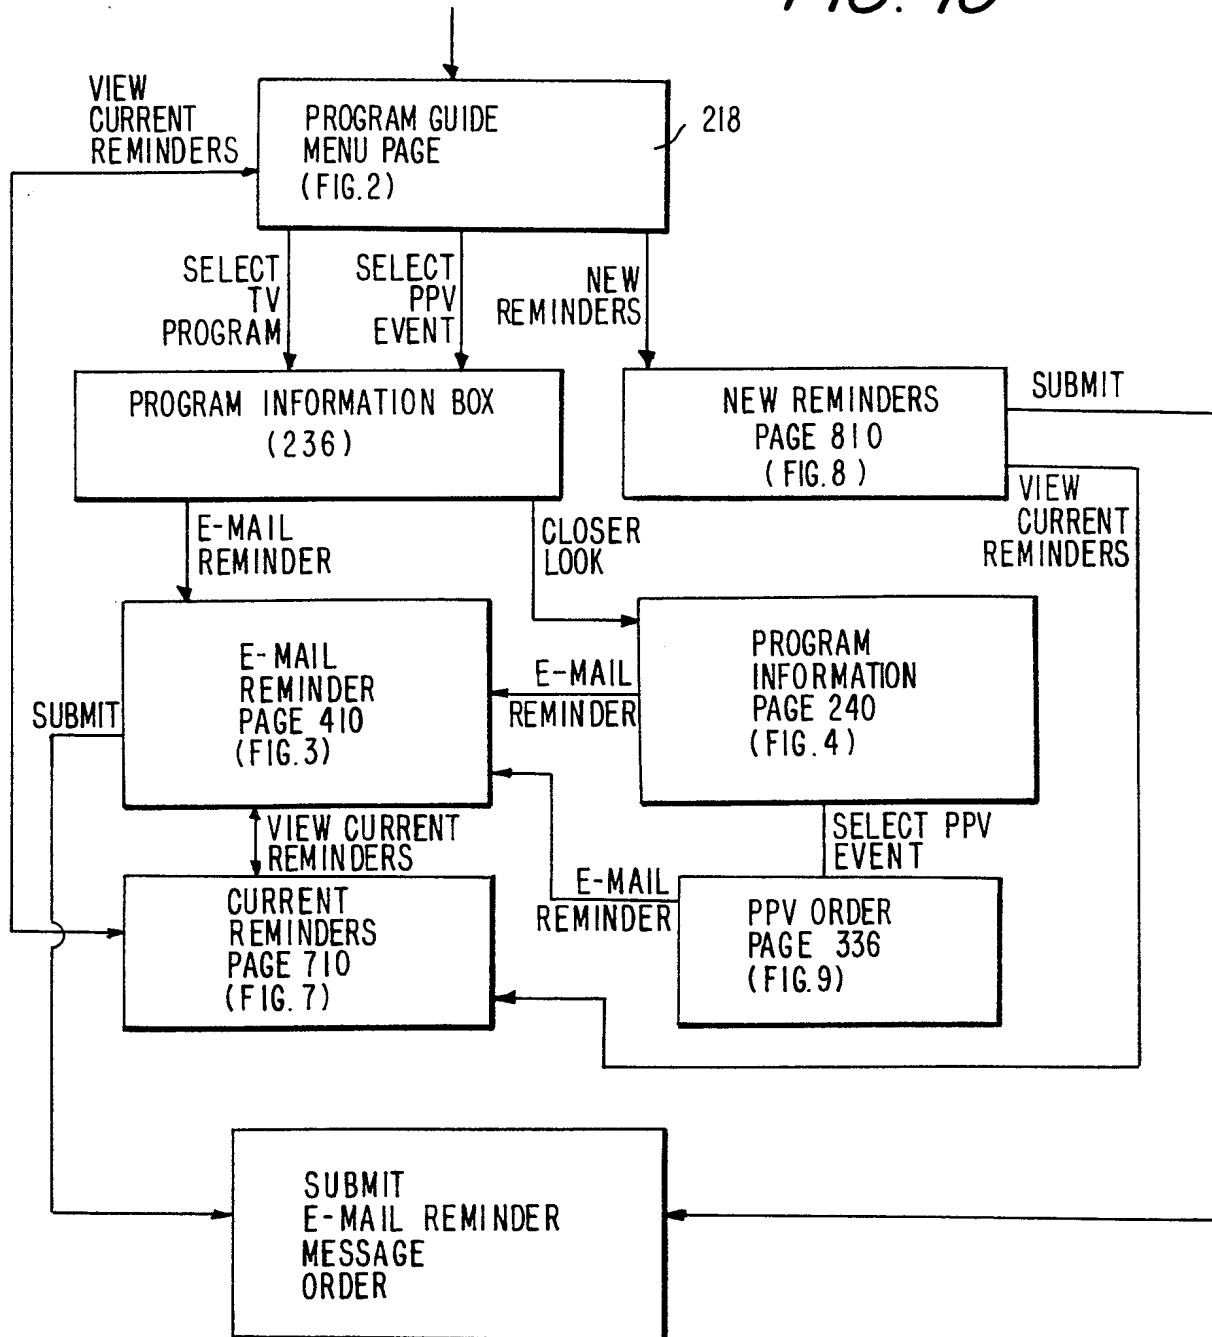 VIEW
CURRENT
REMINDERS
PROGRAM GUIDE
MENU PAGE
(FIG.2)
218
SELECT
TV
PROGRAM
SELECT
PPV
EVENT
NEW
REMINDERS
PROGRAM INFORMATION BOX
(236)
NEW REMINDERS
PAGE 810
(FIG.8)
SUBMIT
VIEW
CURRENT
REMINDERS
E-MAIL
REMINDER
CLOSER
LOOK
E-MAIL
REMINDER
PAGE 410
(FIG.3)
E-MAIL
REMINDER
PROGRAM
INFORMATION
PAGE 240
(FIG.4)
SUBMIT
VIEW CURRENT
REMINDERS
SELECT PPV
EVENT
CURRENT
REMINDERS
PAGE 710
(FIG.7)
E-MAIL
REMINDER
PPV ORDER
PAGE 336
(FIG.9)
SUBMIT
E-MAIL REMINDER
MESSAGE
ORDER